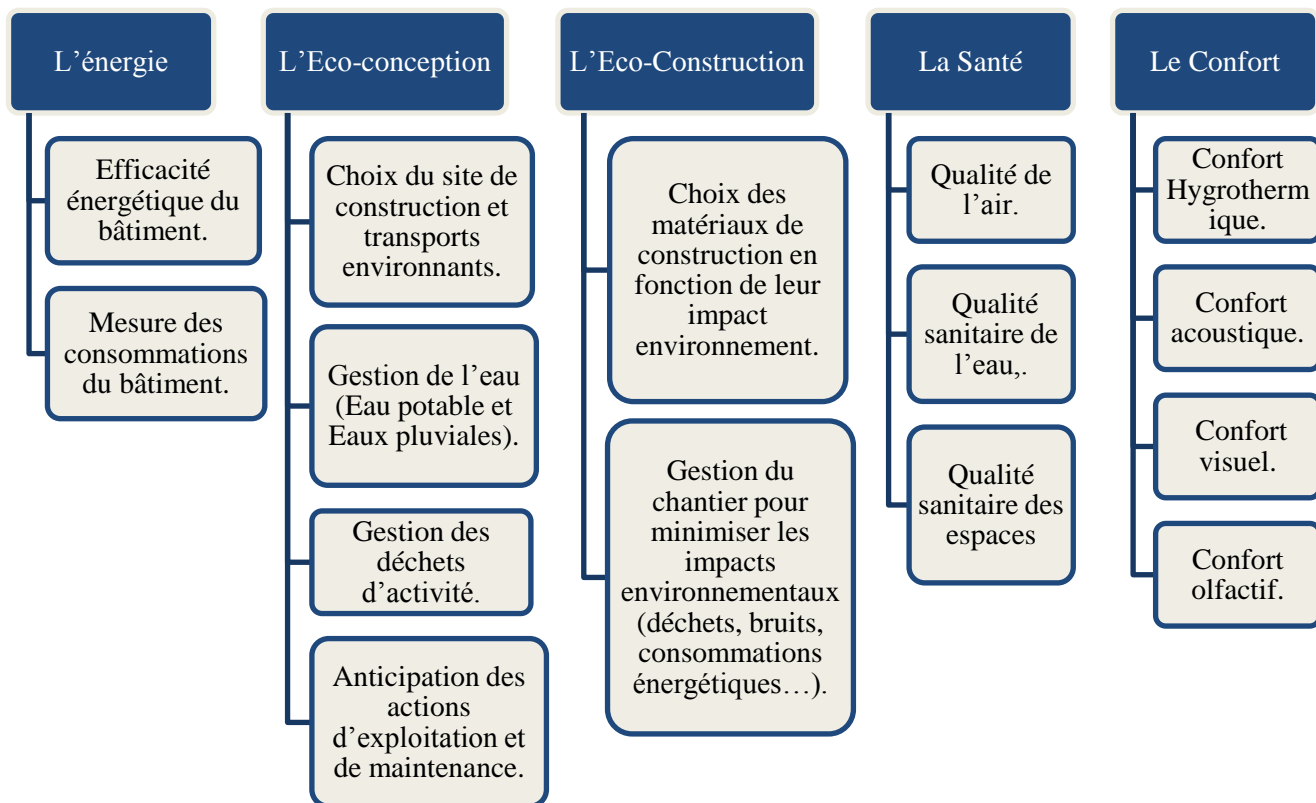 L'énergie
Efficacité
énergétique du
bâtiment.
Mesure des
consommations
du bâtiment.
L'Eco-conception
Choix du site de
construction et
transports
environnants.
Gestion de l'eau
(Eau potable et
Eaux pluviales).
Gestion des
déchets
d'activité.
Anticipation des
actions
d'exploitation et
de maintenance.
L'Eco-Construction
Choix des
matériaux de
construction en
fonction de leur
impact
environnement.
Gestion du
chantier pour
minimiser les
impacts
environnementaux
(déchets, bruits,
consommations
énergétiques…).
La Santé
Qualité de
l'air.
Qualité
sanitaire de
l'eau,.
Qualité
sanitaire des
espaces
Le Confort
Confort
Hygrotherm
ique.
Confort
acoustique.
Confort
visuel.
Confort
olfactif.